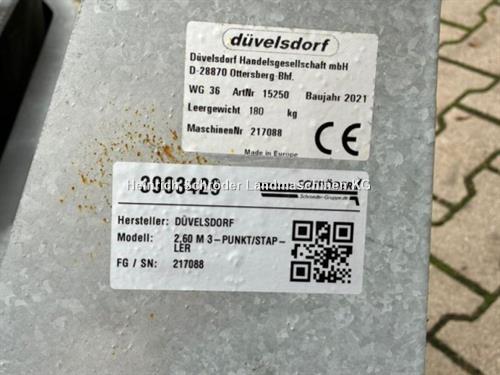 düvelsdorf
Düvelsdorf Handelsgesellschaft mbH
D-28870 Ottersberg-Bhf.
WG 36 ArtNr 15250 Baujahr 2021
Leergewicht 180 kg
MaschinenNr 217088
CE
Made in Europe
Heinrich Schröder Landmaschinen KG
Schroeder-Gruppe.de
Hersteller: DÜVELSDORF
Modell: 2,60 M 3-PUNKT/STAP-
LER
FG / SN: 217088